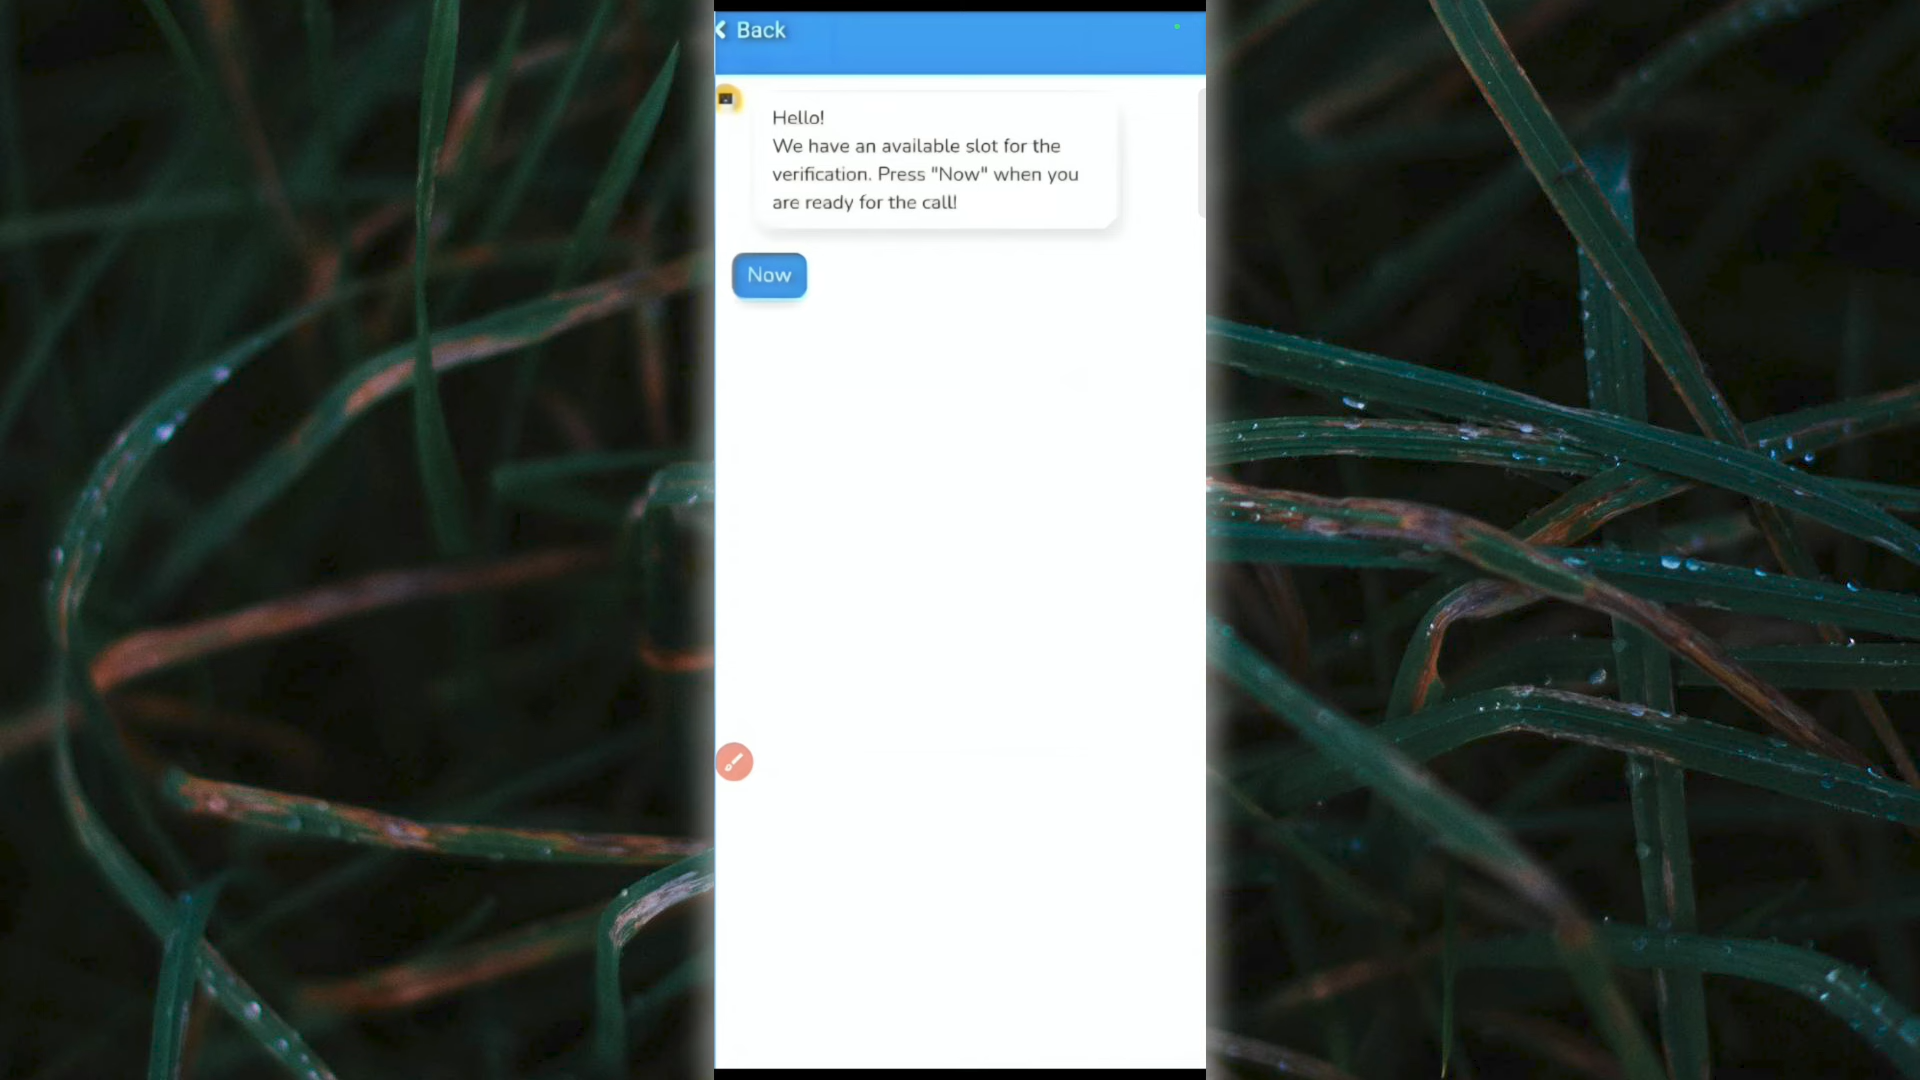 Back
Hello!
We have an available slot for the
verification. Press "Now" when you
are ready for the call!
Now